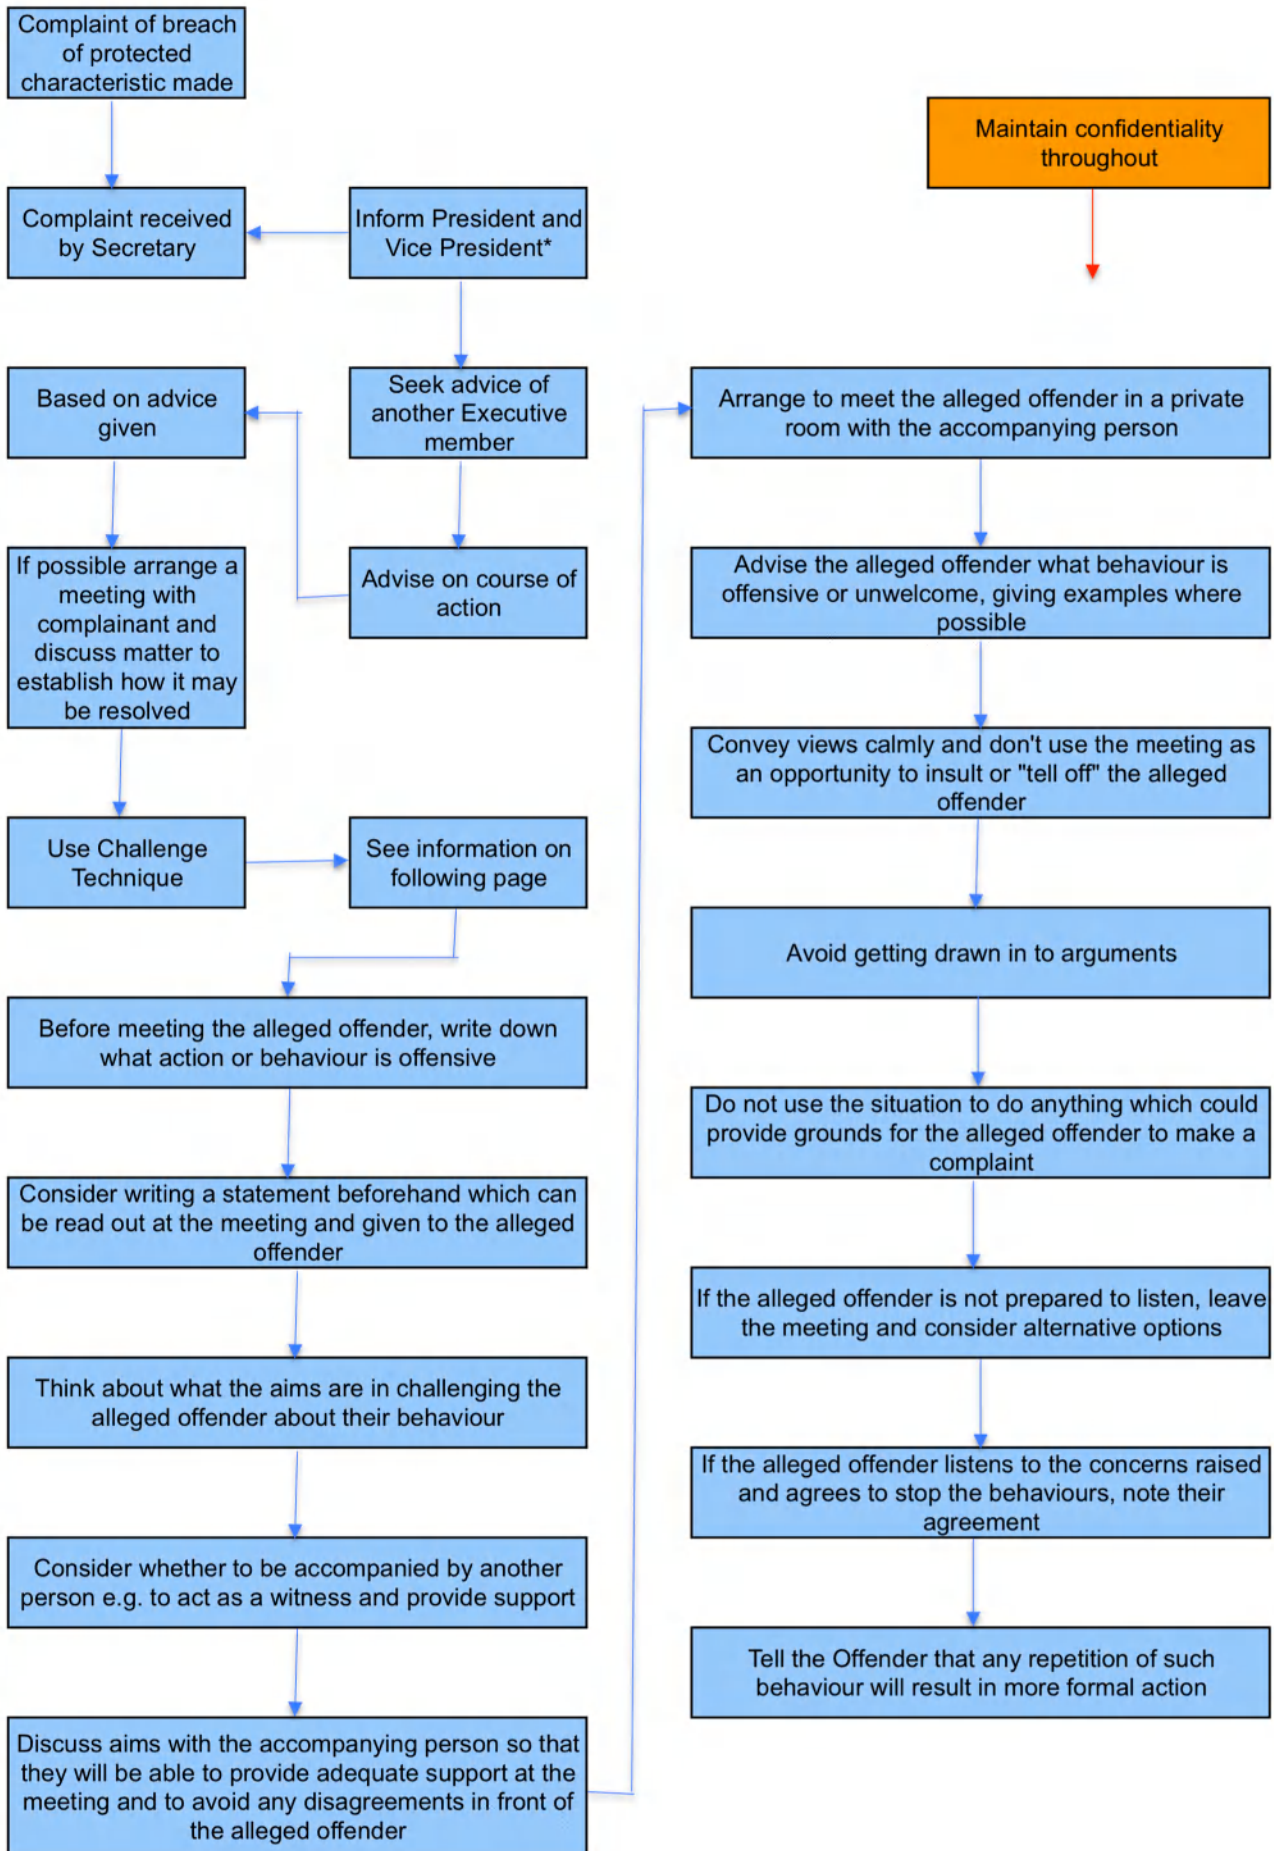 Complaint of breach
of protected
characteristic made
Maintain confidentiality
throughout
Complaint received
by Secretary
Inform President and
Vice President*
Based on advice
given
Seek advice of
another Executive
member
If possible arrange a
meeting with
complainant and
discuss matter to
establish how it may
be resolved
Advise on course of
action
Use Challenge
Technique
See information on
following page
Before meeting the alleged offender, write down
what action or behaviour is offensive
Consider writing a statement beforehand which can
be read out at the meeting and given to the alleged
offender
Think about what the aims are in challenging the
alleged offender about their behaviour
Consider whether to be accompanied by another
person e.g. to act as a witness and provide support
Discuss aims with the accompanying person so that
they will be able to provide adequate support at the
meeting and to avoid any disagreements in front of
the alleged offender
Arrange to meet the alleged offender in a private
room with the accompanying person
Advise the alleged offender what behaviour is
offensive or unwelcome, giving examples where
possible
Convey views calmly and don't use the meeting as
an opportunity to insult or "tell off" the alleged
offender
Avoid getting drawn in to arguments
Do not use the situation to do anything which could
provide grounds for the alleged offender to make a
complaint
If the alleged offender is not prepared to listen, leave
the meeting and consider alternative options
If the alleged offender listens to the concerns raised
and agrees to stop the behaviours, note their
agreement
Tell the Offender that any repetition of such
behaviour will result in more formal action